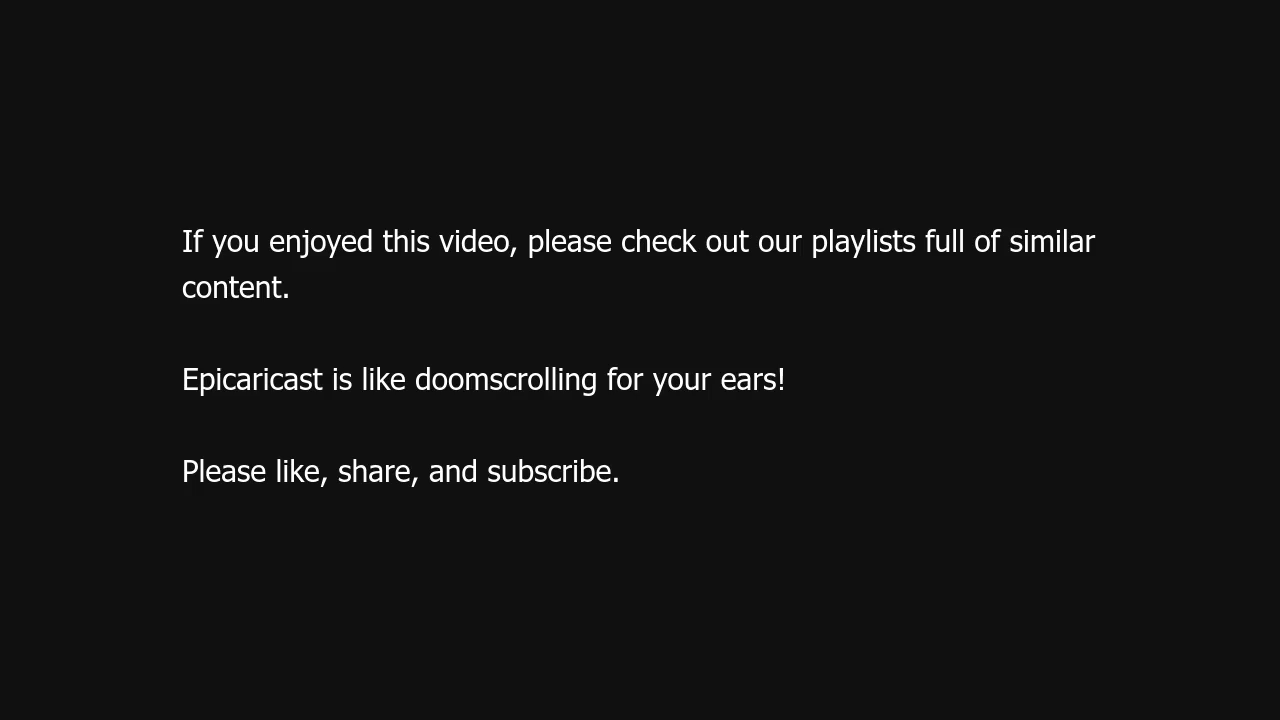 If you enjoyed this video, please check out our playlists full of similar
content.
Epicaricast is like doomscrolling for your ears!
Please like, share, and subscribe.